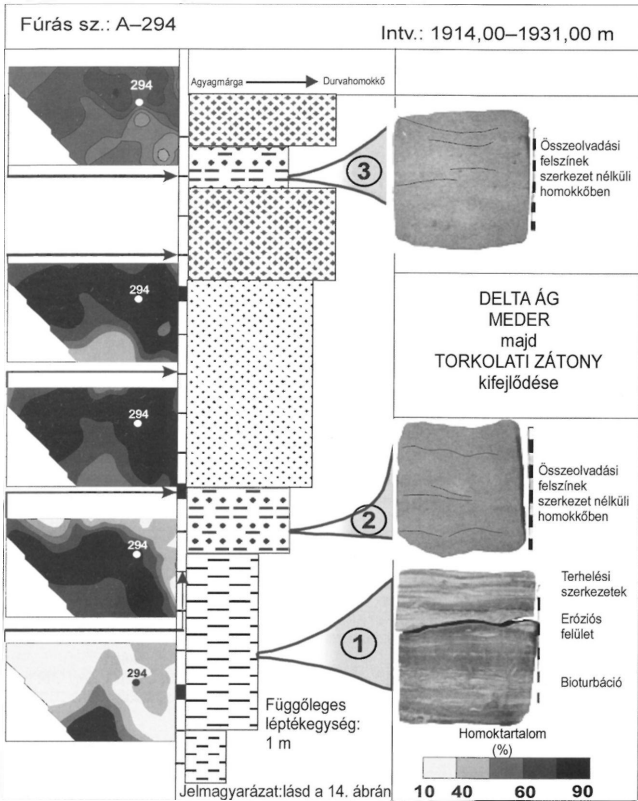 Fúrás sz.: A–294
Intv.: 1914,00–1931,00 m
Agyagmárga
Durvahomokkő
294
3
Összeolvadási
felszínek
szerkezet nélküli
homokkőben
294
DELTA ÁG
MEDER
majd
TORKOLATI ZÁTONY
kifejlődése
294
2
Összeolvadási
felszínek
szerkezet nélküli
homokkőben
294
1
Terhelési
szerkezetek
Eróziós
felület
Bioturbáció
294
Függőleges
léptékegység:
1 m
Homoktartalom
(%)
10 40 60 90
Jelmagyarázat:lásd a 14. ábrán